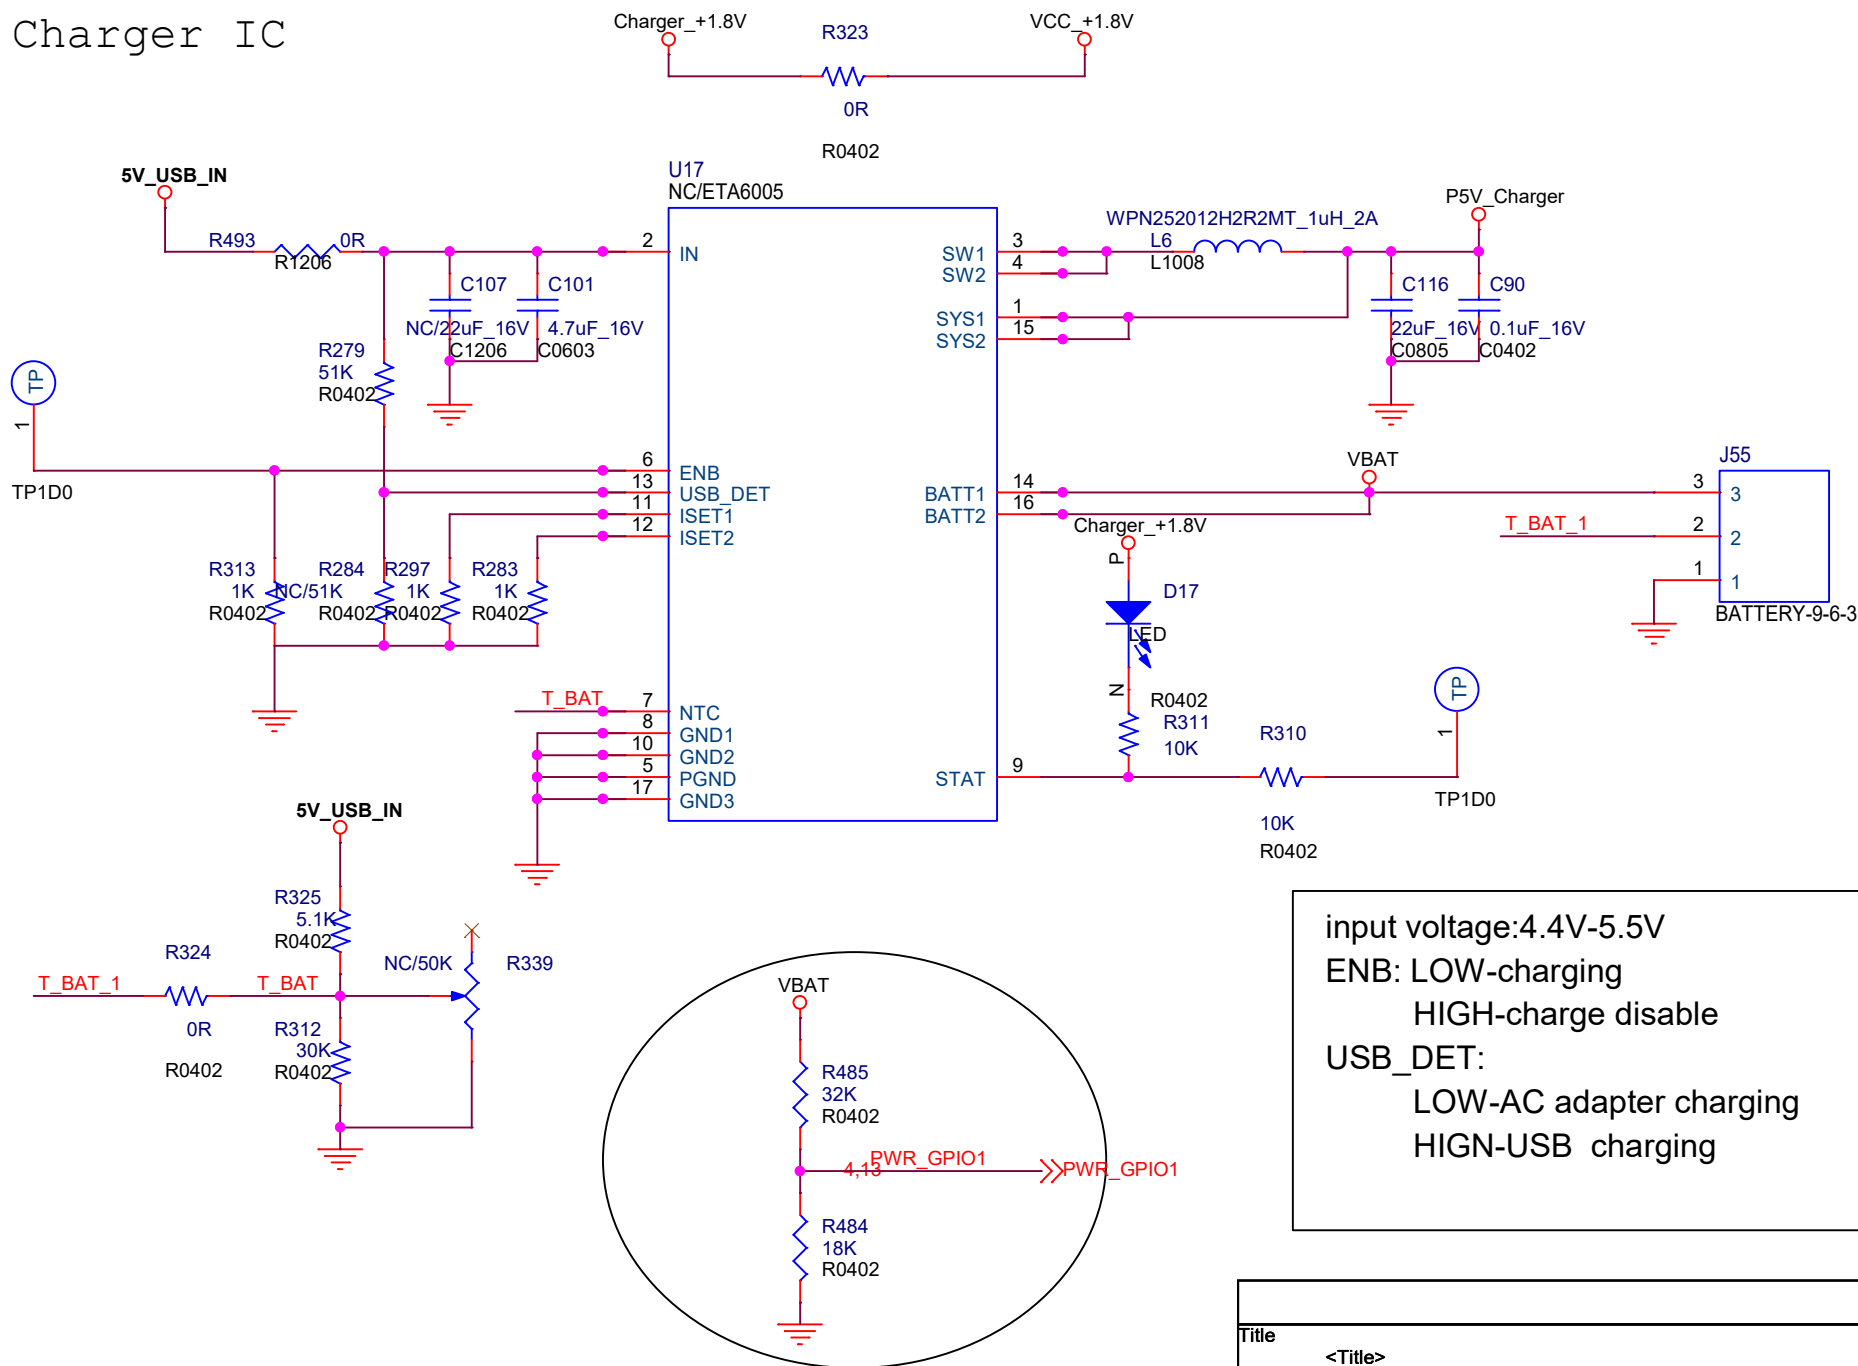 Charger IC
Charger_+1.8V
R323
VCC_+1.8V
0R
R0402
U17
NC/ETA6005
5V_USB_IN
R493
0R
R1206
2
IN
C107
NC/22uF_16V
C1206
C101
4.7uF_16V
C0603
R279
51K
R0402
TP
1
TP1D0
6
ENB
13
USB_DET
11
ISET1
12
ISET2
R313
1K
R0402
NC/51K
R284
R0402
R297
1K
R0402
R283
1K
R0402
T_BAT
7
NTC
8
GND1
10
GND2
5
PGND
17
GND3
SW1
3
SW2
4
SYS1
1
SYS2
15
WPN252012H2R2MT_1uH_2A
L6
L1008
P5V_Charger
C116
22uF_16V
C0805
C90
0.1uF_16V
C0402
BATT1
14
BATT2
16
VBAT
J55
3
3
T_BAT_1
2
2
1
1
BATTERY-9-6-3
Charger_+1.8V
P
D17
LED
N
R0402
R311
10K
STAT
9
R310
10K
R0402
TP
1
TP1D0
5V_USB_IN
R325
5.1K
R0402
R324
T_BAT_1
T_BAT
0R
R0402
NC/50K
R339
R312
30K
R0402
VBAT
R485
32K
R0402
4,13
PWR_GPIO1
PWR_GPIO1
R484
18K
R0402
input voltage:4.4V-5.5V
ENB: LOW-charging
HIGH-charge disable
USB_DET:
LOW-AC adapter charging
HIGN-USB  charging
Title
<Title>